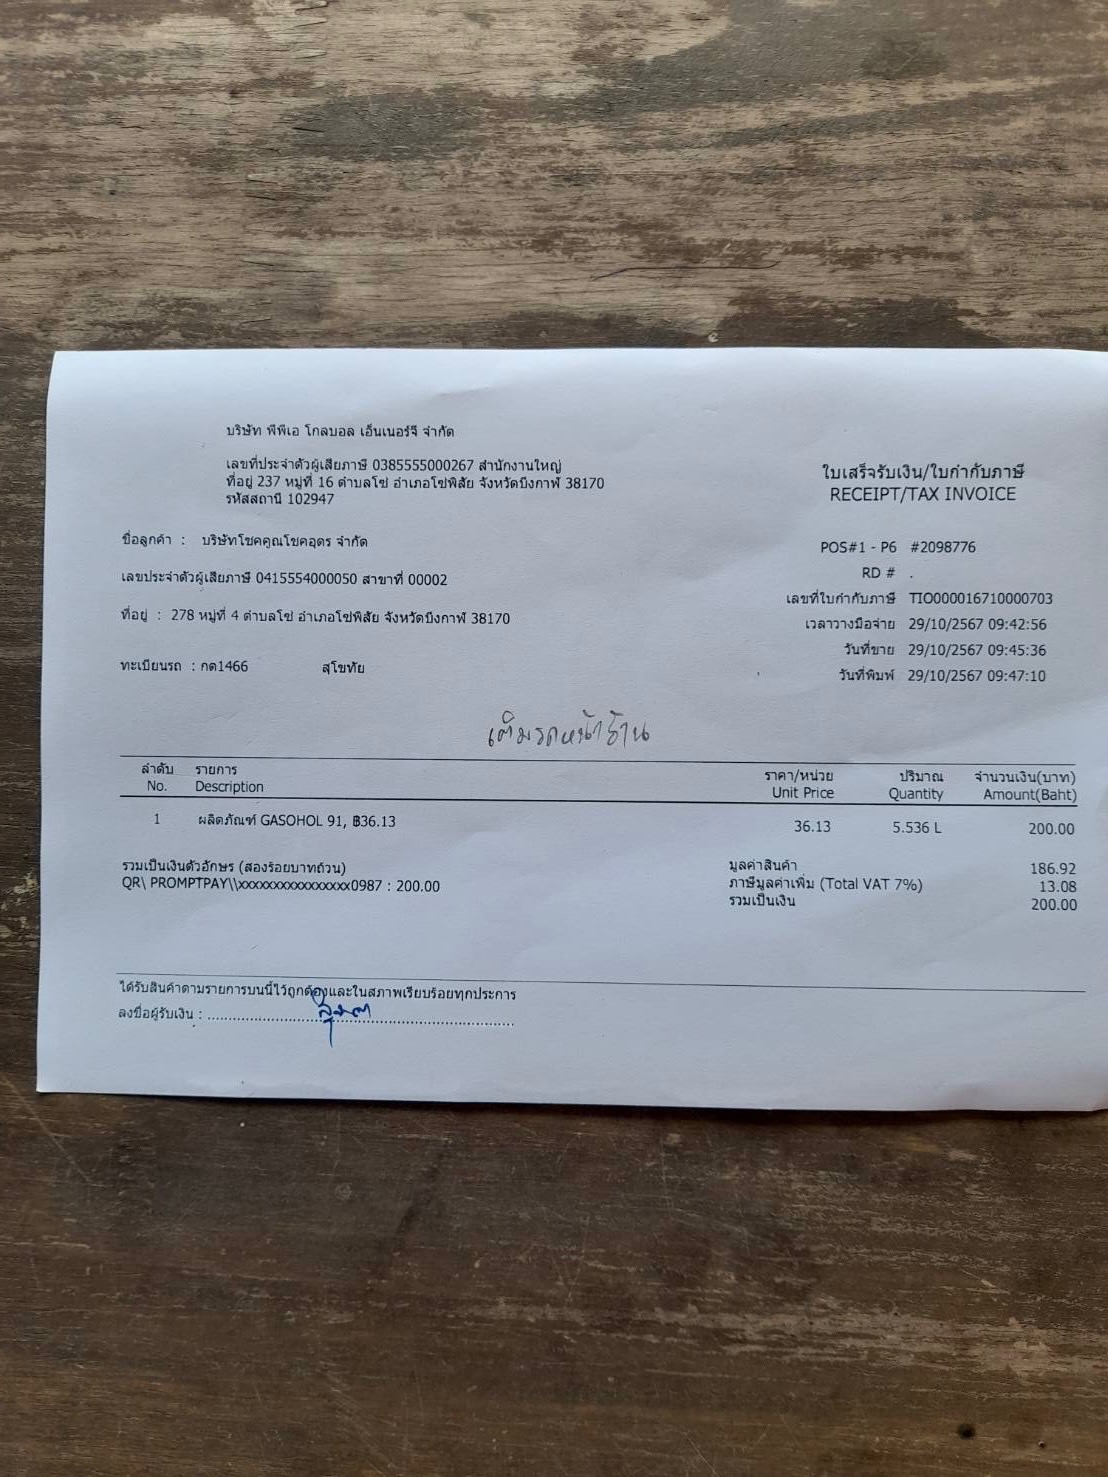 บริษัท พีพีเอ โกลบอล เอ็นเนอร์จี จำกัด
เลขที่ประจำตัวผู้เสียภาษี 0385555000267 สำนักงานใหญ่
ที่อยู่ 237 หมู่ที่ 16 ตำบลโซ่ อำเภอโซ่พิสัย จังหวัดบึงกาฬ 38170
รหัสสถานี 102947
ใบเสร็จรับเงิน/ใบกำกับภาษี
RECEIPT/TAX INVOICE
ชื่อลูกค้า : บริษัทโชคคูณโชคอุดร จำกัด
เลขประจำตัวผู้เสียภาษี 0415554000050 สาขาที่ 00002
ที่อยู่ : 278 หมู่ที่ 4 ตำบลโซ่ อำเภอโซ่พิสัย จังหวัดบึงกาฬ 38170
ทะเบียนรถ : กต1466 สุโขทัย
POS#1 - P6 #2098776
RD # .
เลขที่ใบกำกับภาษี TIO000016710000703
เวลาวางมือจ่าย 29/10/2567 09:42:56
วันที่ขาย 29/10/2567 09:45:36
วันที่พิมพ์ 29/10/2567 09:47:10
เติมรถหน้าร้าน
ลำดับ รายการ ราคา/หน่วย ปริมาณ จำนวนเงิน(บาท)
No. Description Unit Price Quantity Amount(Baht)
1 ผลิตภัณฑ์ GASOHOL 91, ฿36.13 36.13 5.536 L 200.00
รวมเป็นเงินตัวอักษร (สองร้อยบาทถ้วน)
QR\ PROMPTPAY\\xxxxxxxxxxxxxxxx0987 : 200.00
มูลค่าสินค้า 186.92
ภาษีมูลค่าเพิ่ม (Total VAT 7%) 13.08
รวมเป็นเงิน 200.00
ได้รับสินค้าตามรายการบนนี้ไว้ถูกต้องและในสภาพเรียบร้อยทุกประการ
ลงชื่อผู้รับเงิน :